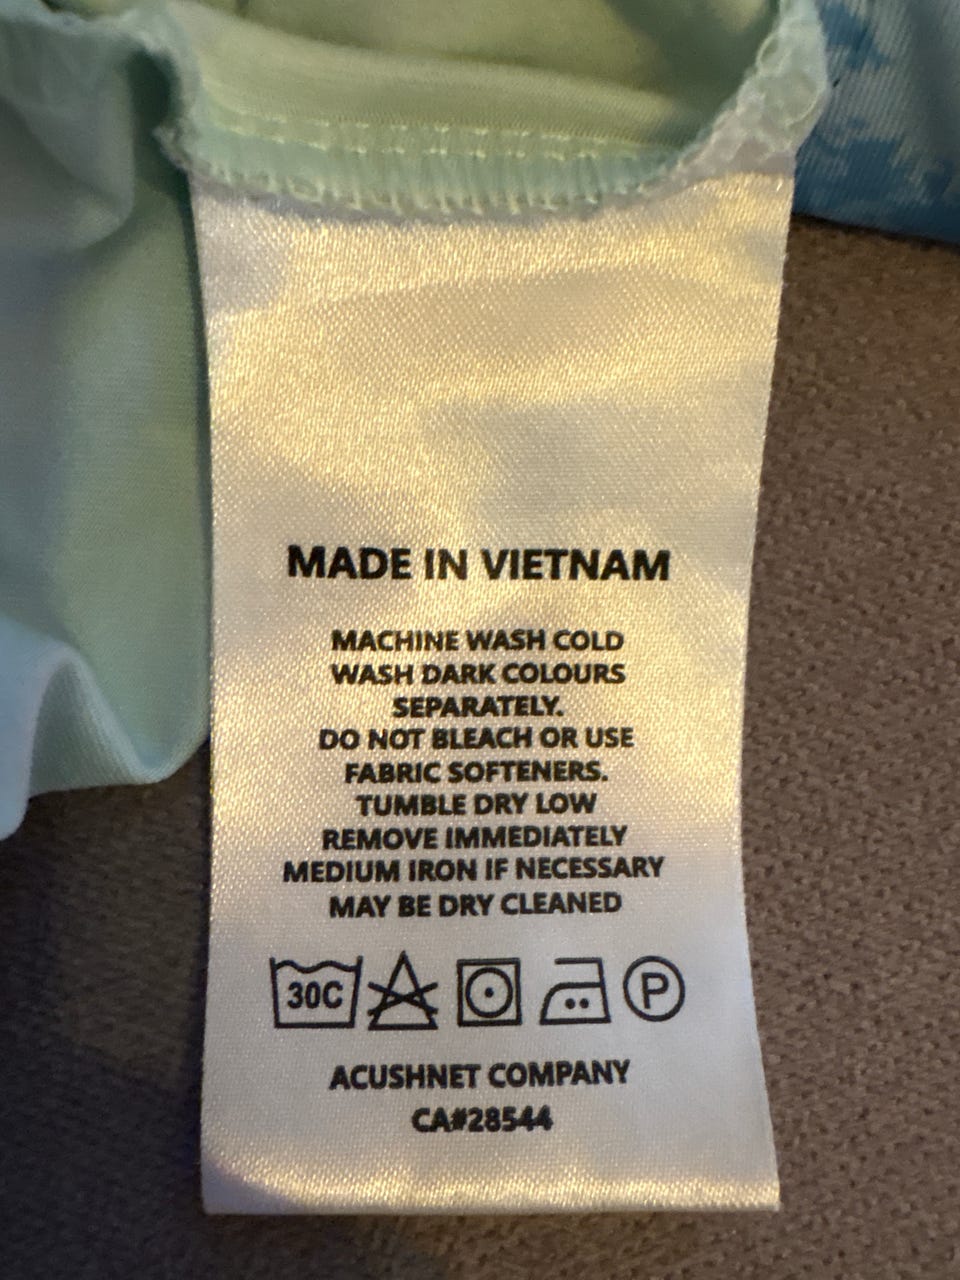 MADE IN VIETNAM
MACHINE WASH COLD
WASH DARK COLOURS
SEPARATELY.
DO NOT BLEACH OR USE
FABRIC SOFTENERS.
TUMBLE DRY LOW
REMOVE IMMEDIATELY
MEDIUM IRON IF NECESSARY
MAY BE DRY CLEANED
30C P
ACUSHNET COMPANY
CA#28544